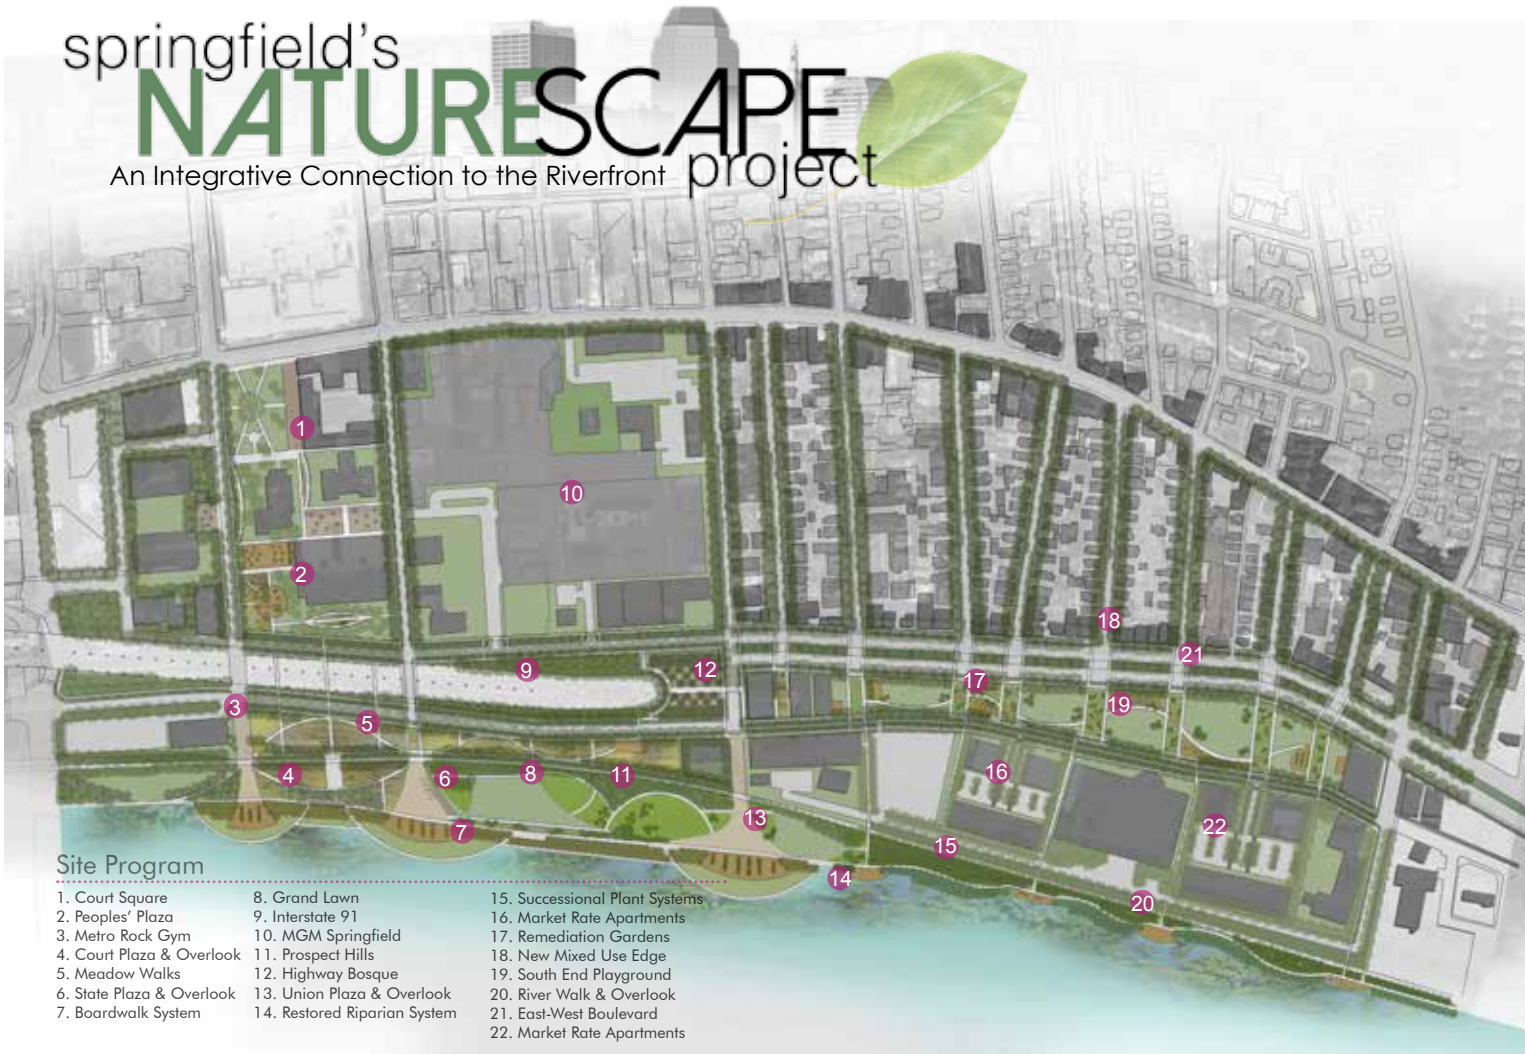 springfield's
NATURESCAPE
project
An Integrative Connection to the Riverfront
1
10
2
18
21
9
12
17
3
19
5
16
4
6
8
11
13
22
7
15
14
20
Site Program
1. Court Square
2. Peoples' Plaza
3. Metro Rock Gym
4. Court Plaza & Overlook
5. Meadow Walks
6. State Plaza & Overlook
7. Boardwalk System
8. Grand Lawn
9. Interstate 91
10. MGM Springfield
11. Prospect Hills
12. Highway Bosque
13. Union Plaza & Overlook
14. Restored Riparian System
15. Successional Plant Systems
16. Market Rate Apartments
17. Remediation Gardens
18. New Mixed Use Edge
19. South End Playground
20. River Walk & Overlook
21. East-West Boulevard
22. Market Rate Apartments